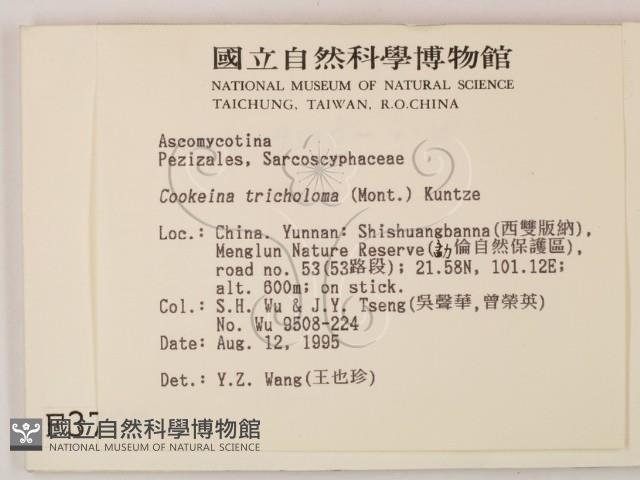 國立自然科學博物館
NATIONAL MUSEUM OF NATURAL SCIENCE
TAICHUNG, TAIWAN, R.O.CHINA
Ascomycotina
Pezizales, Sarcoscyphaceae
Cookeina tricholoma (Mont.) Kuntze
Loc.: China. Yunnan: Shishuangbanna(西雙版納),
Menglun Nature Reserve(勐倫自然保護區),
road no. 53(53路段); 21.58N, 101.12E;
alt. 600m; on stick.
Col.: S.H. Wu & J.Y. Tseng(吳聲華,曾榮英)
No. Wu 9508-224
Date: Aug. 12, 1995
Det.: Y.Z. Wang(王也珍)
國立自然科學博物館
NATIONAL MUSEUM OF NATURAL SCIENCE